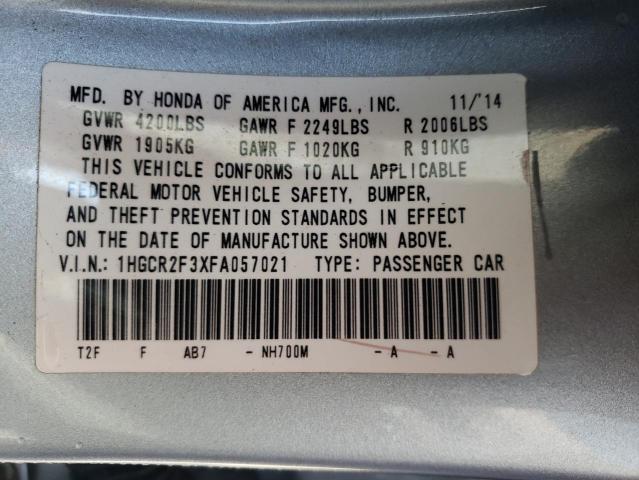 MFD. BY HONDA OF AMERICA MFG., INC. 11/'14
GVWR 4200LBS GAWR F 2249LBS R 2006LBS
GVWR 1905KG GAWR F 1020KG R 910KG
THIS VEHICLE CONFORMS TO ALL APPLICABLE
FEDERAL MOTOR VEHICLE SAFETY, BUMPER,
AND THEFT PREVENTION STANDARDS IN EFFECT
ON THE DATE OF MANUFACTURE SHOWN ABOVE.
V.I.N.: 1HGCR2F3XFA057021 TYPE: PASSENGER CAR
T2F F AB7 - NH700M - A - A